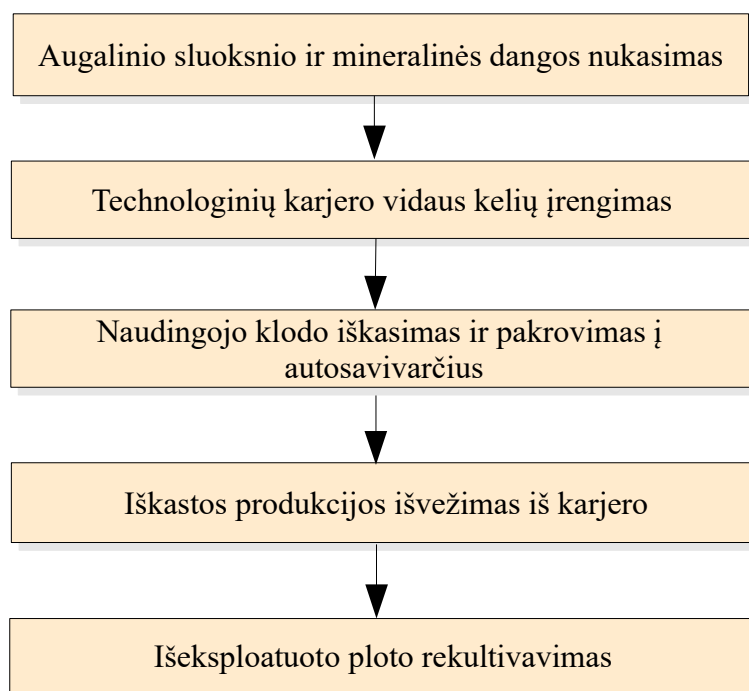 Augalinio sluoksnio ir mineralinės dangos nukasimas
Technologinių karjero vidaus kelių įrengimas
Naudingojo klodo iškasimas ir pakrovimas į
autosavivarčius
Iškastos produkcijos išvežimas iš karjero
Išeksploatuoto ploto rekultivavimas